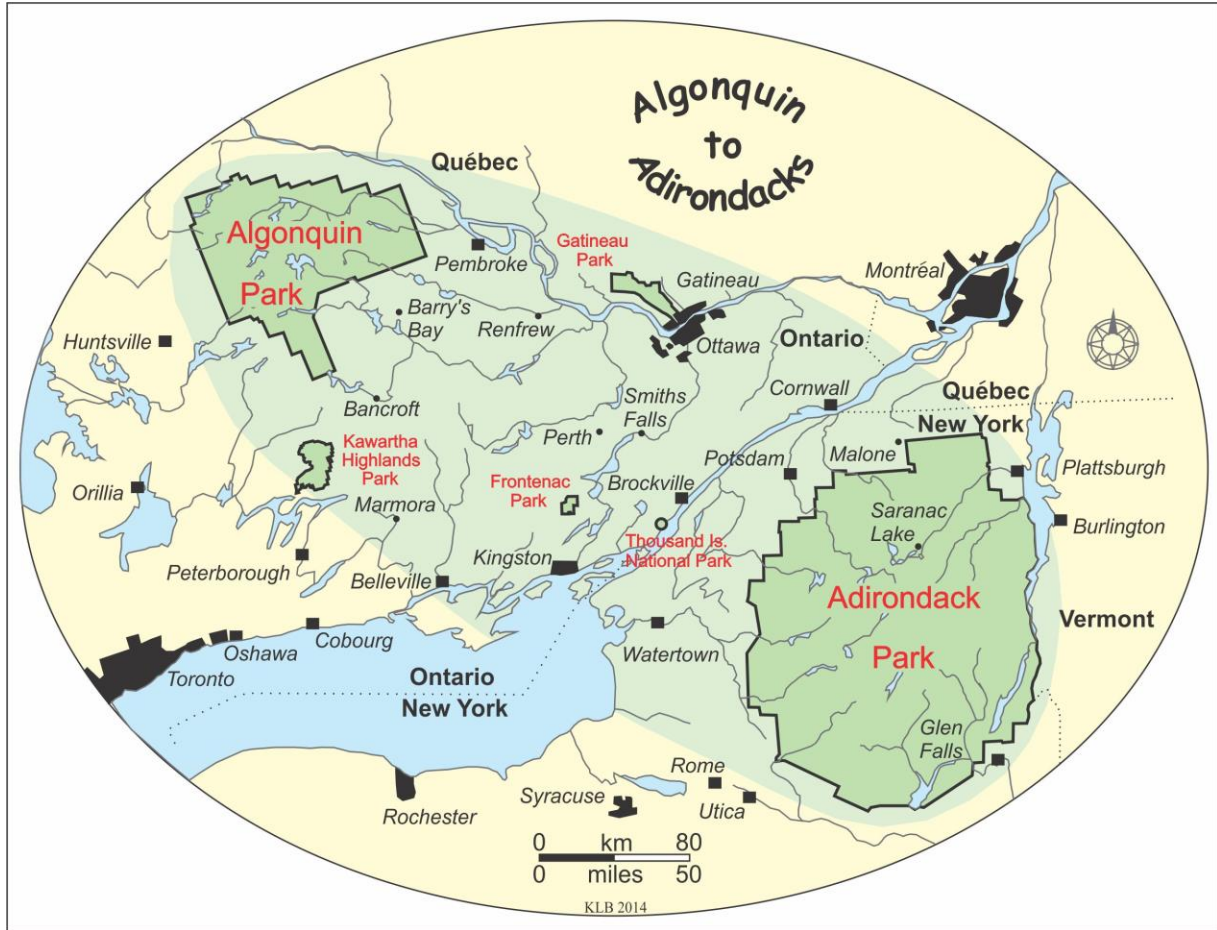 Algonquin
to
Adirondacks
Québec
Algonquin
Park
Pembroke
Gatineau
Park
Gatineau
Montréal
Barry's
Bay
Renfrew
Ottawa
Ontario
Huntsville
Québec
New York
Cornwall
Bancroft
Smiths
Falls
Perth
Kawartha
Highlands
Park
Malone
Plattsburgh
Potsdam
Frontenac
Park
Brockville
Orillia
Marmora
Saranac
Lake
Burlington
Thousand Is.
National Park
Kingston
Peterborough
Belleville
Adirondack
Park
Vermont
Cobourg
Oshawa
Toronto
Watertown
Ontario
New York
Glen
Falls
Rome
Utica
Syracuse
Rochester
0 km 80
0 miles 50
KLB 2014